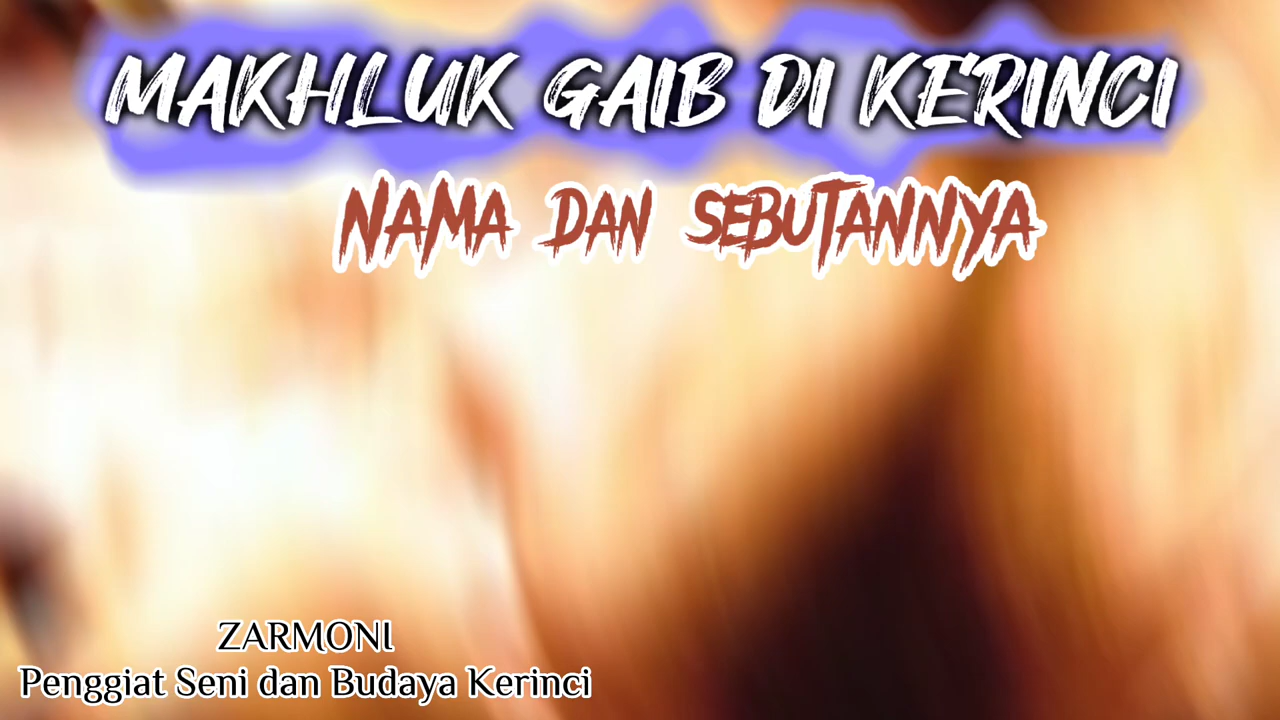 MAKHLUK GAIB DI KERINCI
NAMA DAN SEBUTANNYA
ZARMONI
Penggiat Seni dan Budaya Kerinci